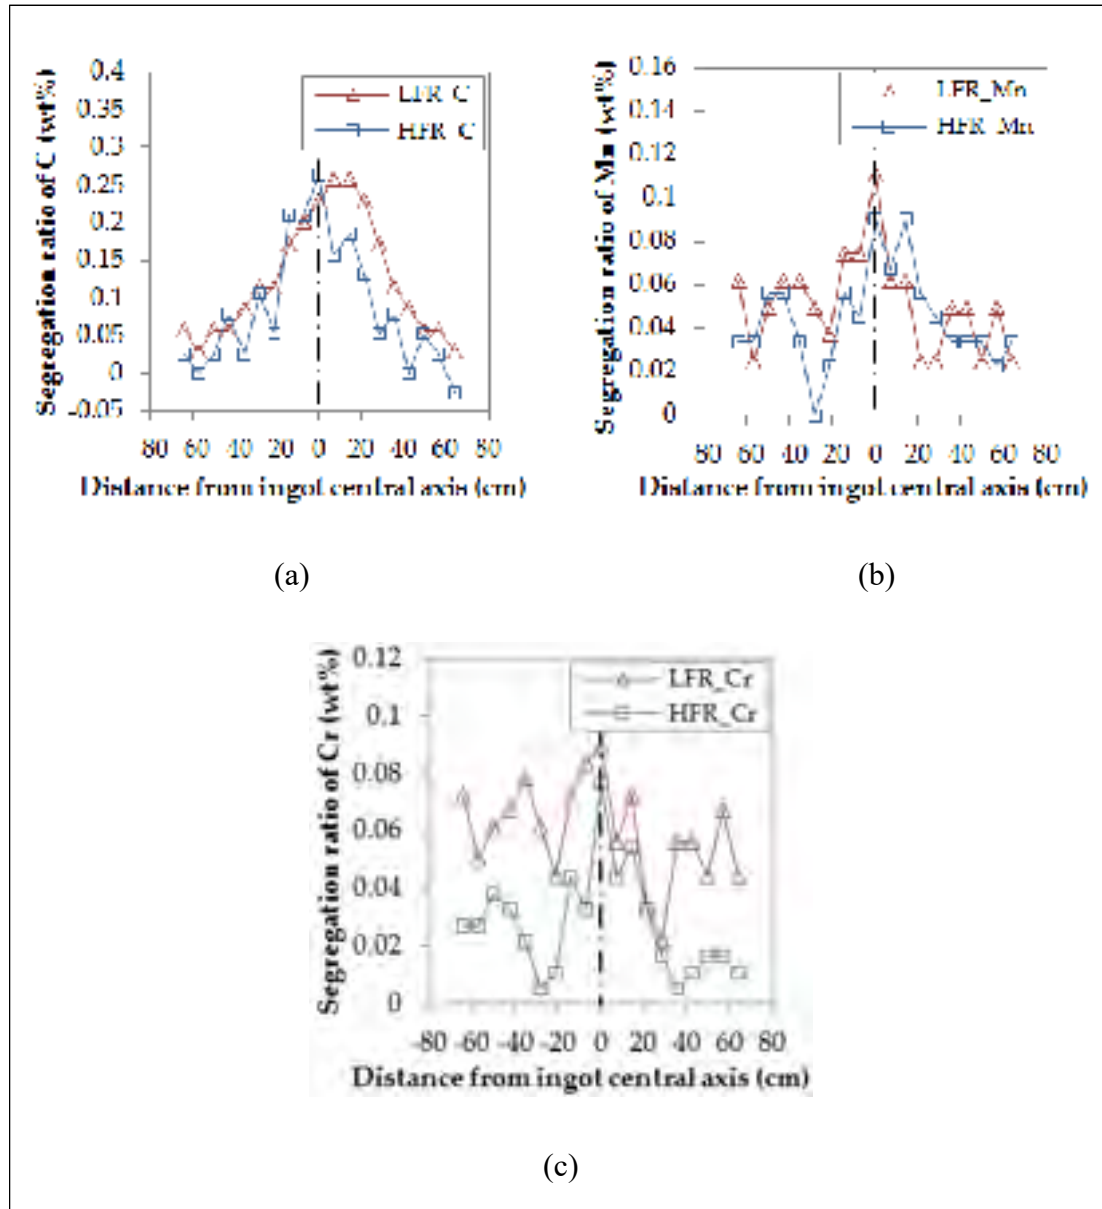 Segregation ratio of C (wt%)
0.4
0.35
0.3
0.25
0.2
0.15
0.1
0.05
0
-0.05
LFR_C
HFR_C
80 60 40 20 0 20 40 60 80
Distance from ingot central axis (cm)
(a)
Segregation ratio of Mn (wt%)
0.16
0.14
0.12
0.1
0.08
0.06
0.04
0.02
0
LFR_Mn
HFR_Mn
80 60 40 20 0 20 40 60 80
Distance from ingot central axis (cm)
(b)
Segregation ratio of Cr (wt%)
0.12
0.1
0.08
0.06
0.04
0.02
0
LFR_Cr
HFR_Cr
-80 -60 -40 -20 0 20 40 60 80
Distance from ingot central axis (cm)
(c)